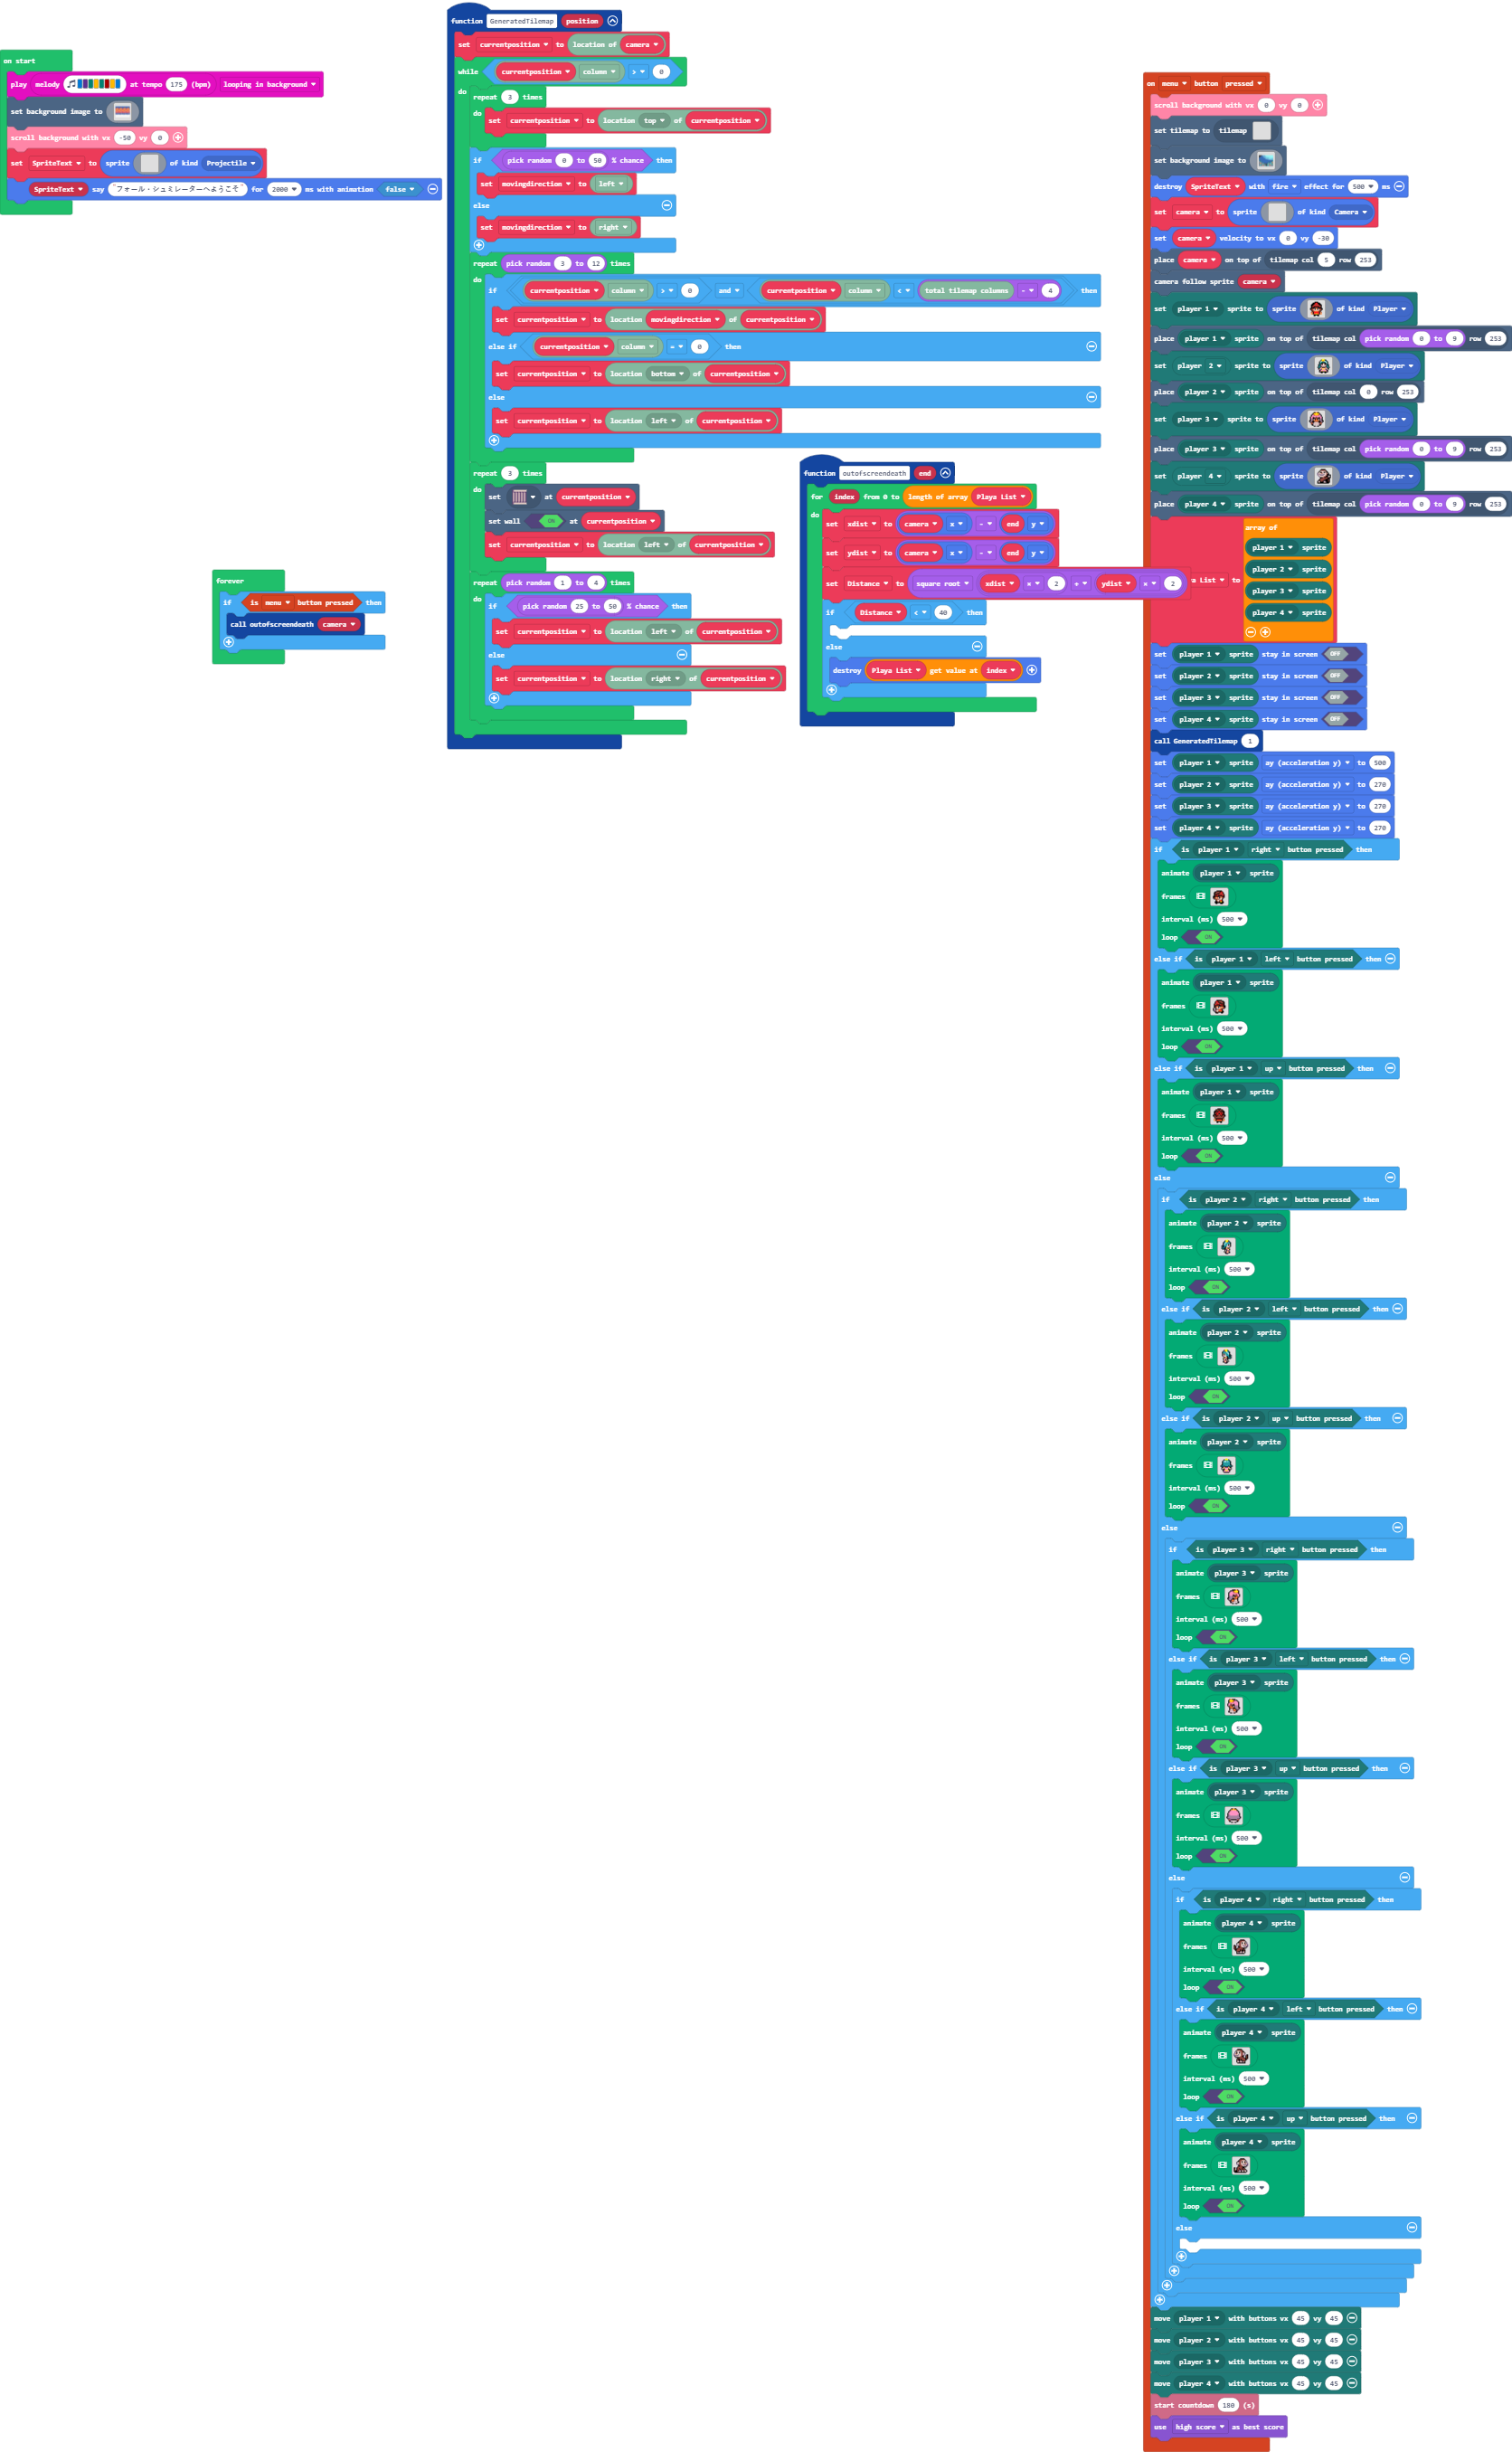 on start
play melody at tempo 175 (bpm) looping in background
set background image to
scroll background with vx -50 vy 0
set SpriteText to sprite of kind Projectile
SpriteText say "フォール・シュミレーターへようこそ" for 2000 ms with animation false
forever
if is menu button pressed then
call outofscreendeath camera
function GeneratedTilemap position
set currentposition to location of camera
while currentposition column > 0
do
repeat 3 times
do
set currentposition to location top of currentposition
if pick random 0 to 50 % chance then
set movingdirection to left
else
set movingdirection to right
repeat pick random 3 to 12 times
do
if currentposition column > 0 and currentposition column < total tilemap columns - 4 then
set currentposition to location movingdirection of currentposition
else if currentposition column = 0 then
set currentposition to location bottom of currentposition
else
set currentposition to location left of currentposition
repeat 3 times
do
set at currentposition
set wall ON at currentposition
set currentposition to location left of currentposition
repeat pick random 1 to 4 times
do
if pick random 25 to 50 % chance then
set currentposition to location left of currentposition
else
set currentposition to location right of currentposition
function outofscreendeath end
for index from 0 to length of array Playa List
do
set xdist to camera x - end y
set ydist to camera x - end y
set Distance to square root xdist × 2 + ydist × 2
if Distance < 40 then
else
destroy Playa List get value at index
on menu button pressed
scroll background with vx 0 vy 0
set tilemap to tilemap
set background image to
destroy SpriteText with fire effect for 500 ms
set camera to sprite of kind Camera
set camera velocity to vx 0 vy -30
place camera on top of tilemap col 5 row 253
camera follow sprite camera
set player 1 sprite to sprite of kind Player
place player 1 sprite on top of tilemap col pick random 0 to 9 row 253
set player 2 sprite to sprite of kind Player
place player 2 sprite on top of tilemap col 0 row 253
set player 3 sprite to sprite of kind Player
place player 3 sprite on top of tilemap col pick random 0 to 9 row 253
set player 4 sprite to sprite of kind Player
place player 4 sprite on top of tilemap col pick random 0 to 9 row 253
array of
player 1 sprite
player 2 sprite
a List to
player 3 sprite
player 4 sprite
set player 1 sprite stay in screen OFF
set player 2 sprite stay in screen OFF
set player 3 sprite stay in screen OFF
set player 4 sprite stay in screen OFF
call GeneratedTilemap 1
set player 1 sprite ay (acceleration y) to 500
set player 2 sprite ay (acceleration y) to 270
set player 3 sprite ay (acceleration y) to 270
set player 4 sprite ay (acceleration y) to 270
if is player 1 right button pressed then
animate player 1 sprite
frames
interval (ms) 500
loop ON
else if is player 1 left button pressed then
animate player 1 sprite
frames
interval (ms) 500
loop ON
else if is player 1 up button pressed then
animate player 1 sprite
frames
interval (ms) 500
loop ON
else
if is player 2 right button pressed then
animate player 2 sprite
frames
interval (ms) 500
loop ON
else if is player 2 left button pressed then
animate player 2 sprite
frames
interval (ms) 500
loop ON
else if is player 2 up button pressed then
animate player 2 sprite
frames
interval (ms) 500
loop ON
else
if is player 3 right button pressed then
animate player 3 sprite
frames
interval (ms) 500
loop ON
else if is player 3 left button pressed then
animate player 3 sprite
frames
interval (ms) 500
loop ON
else if is player 3 up button pressed then
animate player 3 sprite
frames
interval (ms) 500
loop ON
else
if is player 4 right button pressed then
animate player 4 sprite
frames
interval (ms) 500
loop ON
else if is player 4 left button pressed then
animate player 4 sprite
frames
interval (ms) 500
loop ON
else if is player 4 up button pressed then
animate player 4 sprite
frames
interval (ms) 500
loop ON
else
move player 1 with buttons vx 45 vy 45
move player 2 with buttons vx 45 vy 45
move player 3 with buttons vx 45 vy 45
move player 4 with buttons vx 45 vy 45
start countdown 180 (s)
use high score as best score